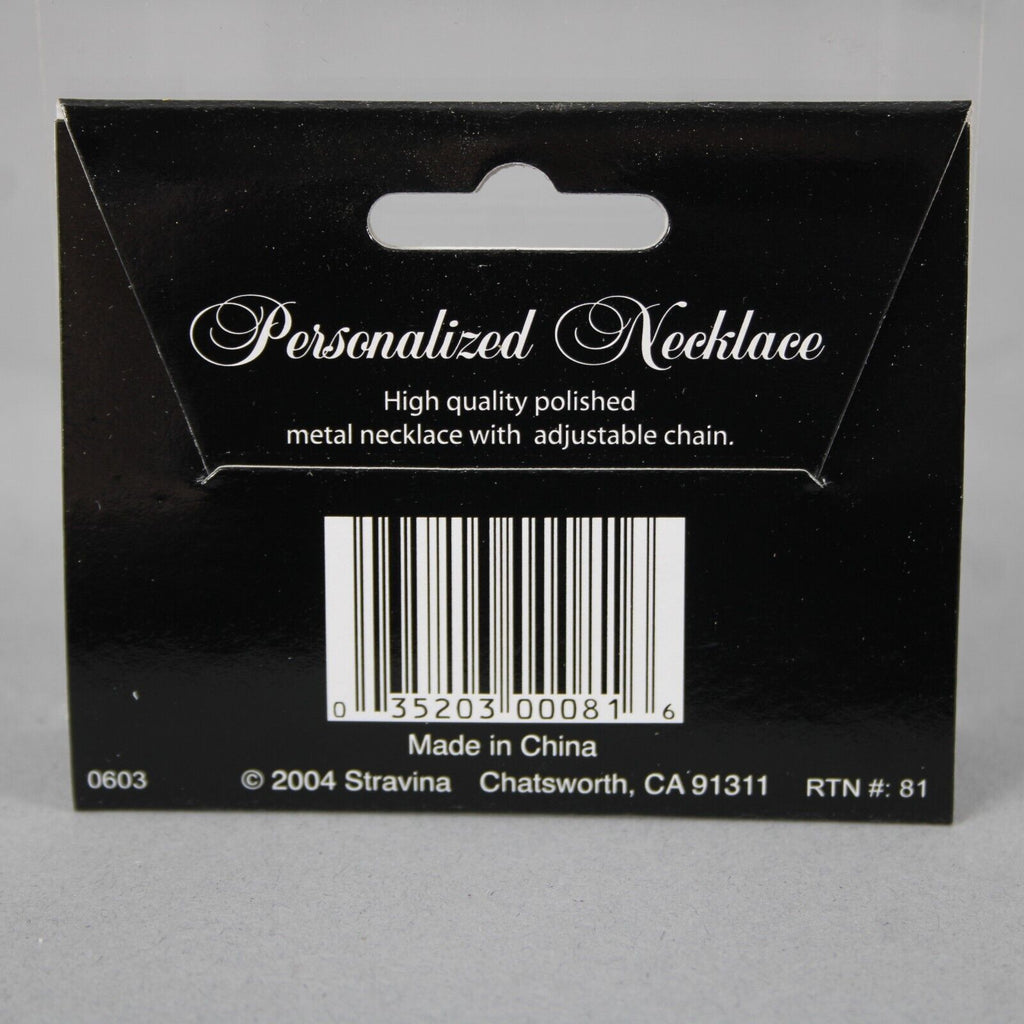 Personalized Necklace
High quality polished
metal necklace with adjustable chain.
0 35203 00081 6
Made in China
0603 © 2004 Stravina Chatsworth, CA 91311 RTN #: 81